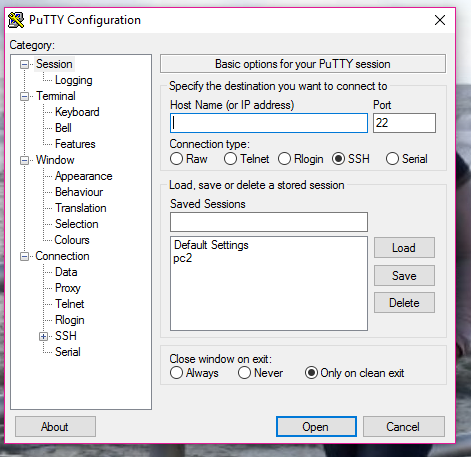 PuTTY Configuration
Category:
Session
Logging
Terminal
Keyboard
Bell
Features
Window
Appearance
Behaviour
Translation
Selection
Colours
Connection
Data
Proxy
Telnet
Rlogin
SSH
Serial
Basic options for your PuTTY session
Specify the destination you want to connect to
Host Name (or IP address) Port
22
Connection type:
Raw Telnet Rlogin SSH Serial
Load, save or delete a stored session
Saved Sessions
Default Settings
pc2
Load
Save
Delete
Close window on exit:
Always Never Only on clean exit
About Open Cancel